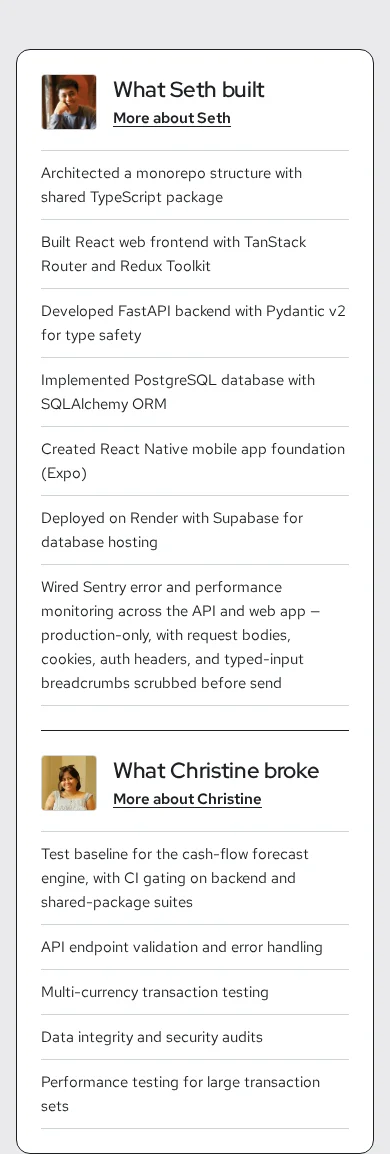 What Seth built
More about Seth
Architected a monorepo structure with
shared TypeScript package
Built React web frontend with TanStack
Router and Redux Toolkit
Developed FastAPI backend with Pydantic v2
for type safety
Implemented PostgreSQL database with
SQLAlchemy ORM
Created React Native mobile app foundation
(Expo)
Deployed on Render with Supabase for
database hosting
Wired Sentry error and performance
monitoring across the API and web app —
production-only, with request bodies,
cookies, auth headers, and typed-input
breadcrumbs scrubbed before send
What Christine broke
More about Christine
Test baseline for the cash-flow forecast
engine, with CI gating on backend and
shared-package suites
API endpoint validation and error handling
Multi-currency transaction testing
Data integrity and security audits
Performance testing for large transaction
sets